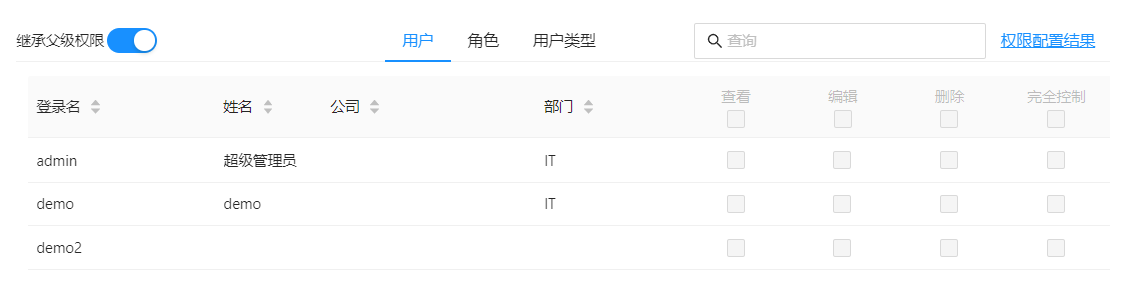 继承父级权限 用户 角色 用户类型 查询 权限配置结果
登录名 姓名 公司 部门 查看 编辑 删除 完全控制
admin 超级管理员 IT
demo demo IT
demo2